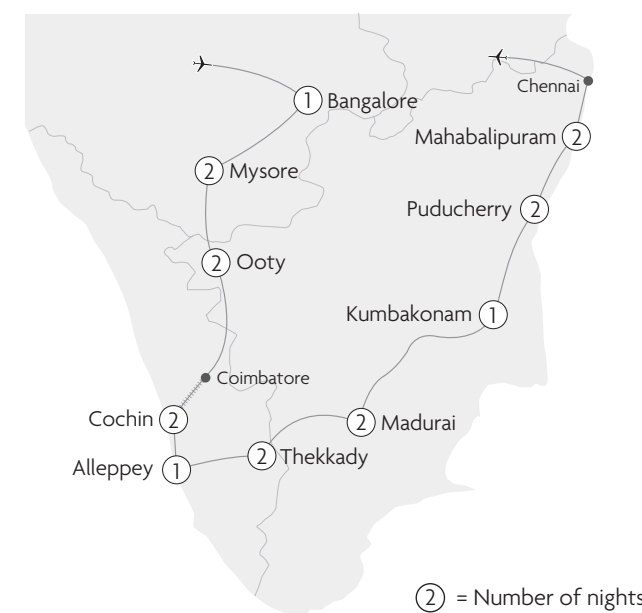 1 Bangalore
Chennai
Mahabalipuram 2
2 Mysore
Puducherry 2
2 Ooty
Kumbakonam 1
Coimbatore
Cochin 2
2 Madurai
Alleppey 1
2 Thekkady
2 = Number of nights